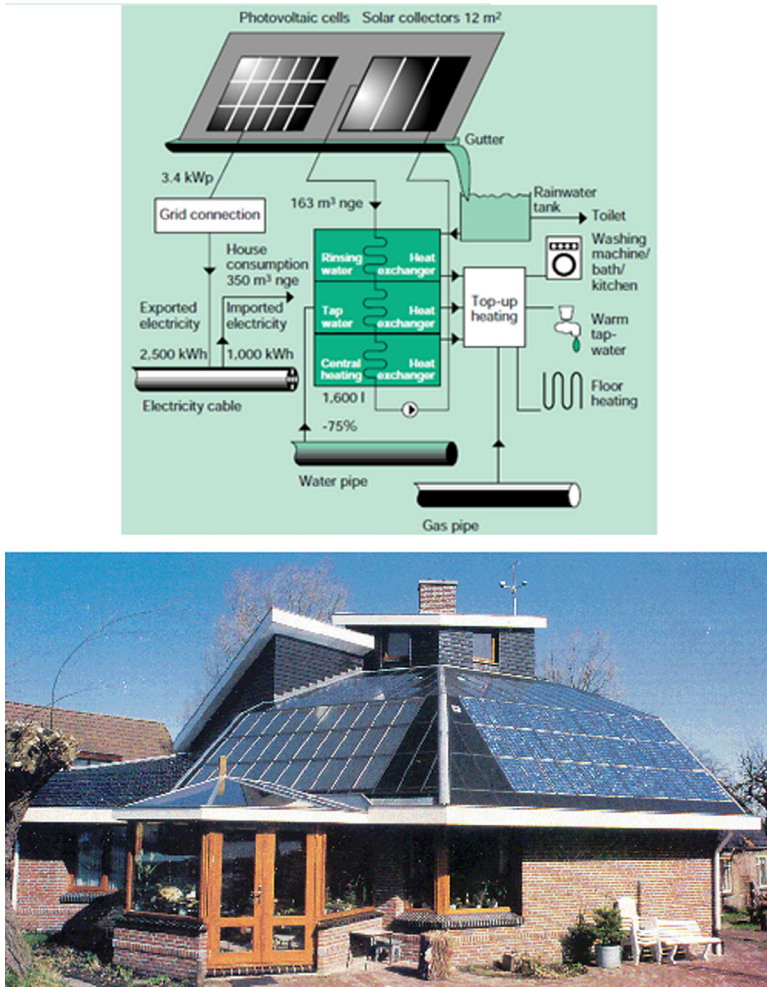 Photovoltaic cells
Solar collectors 12 m²
Gutter
3.4 kWp
Grid connection
163 m³ nge
Rainwater
tank
Toilet
House
consumption
350 m³ nge
Rinsing
water
Heat
exchanger
Washing
machine/
bath/
kitchen
Exported
electricity
Imported
electricity
Tap
water
Heat
exchanger
Top-up
heating
Warm
tap-
water
2,500 kWh
1,000 kWh
Central
heating
Heat
exchanger
Floor
heating
Electricity cable
1,600 l
-75%
Water pipe
Gas pipe